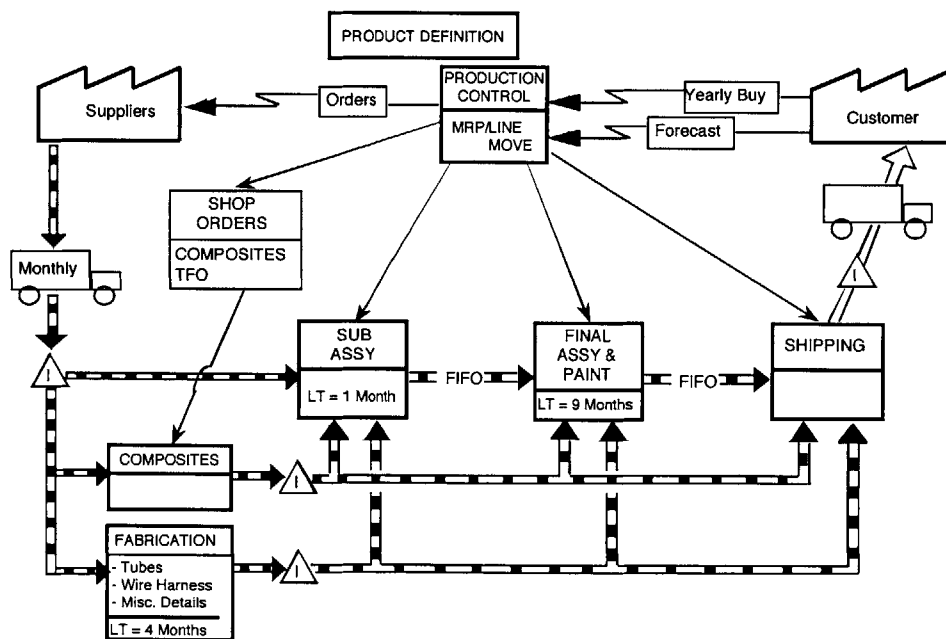 PRODUCT DEFINITION
Suppliers
Orders
PRODUCTION
CONTROL
MRP/LINE
MOVE
Yearly Buy
Forecast
Customer
SHOP
ORDERS
COMPOSITES
TFO
Monthly
I
I
SUB
ASSY
LT = 1 Month
FIFO
FINAL
ASSY &
PAINT
LT = 9 Months
FIFO
SHIPPING
COMPOSITES
I
FABRICATION
- Tubes
- Wire Harness
- Misc. Details
LT = 4 Months
I